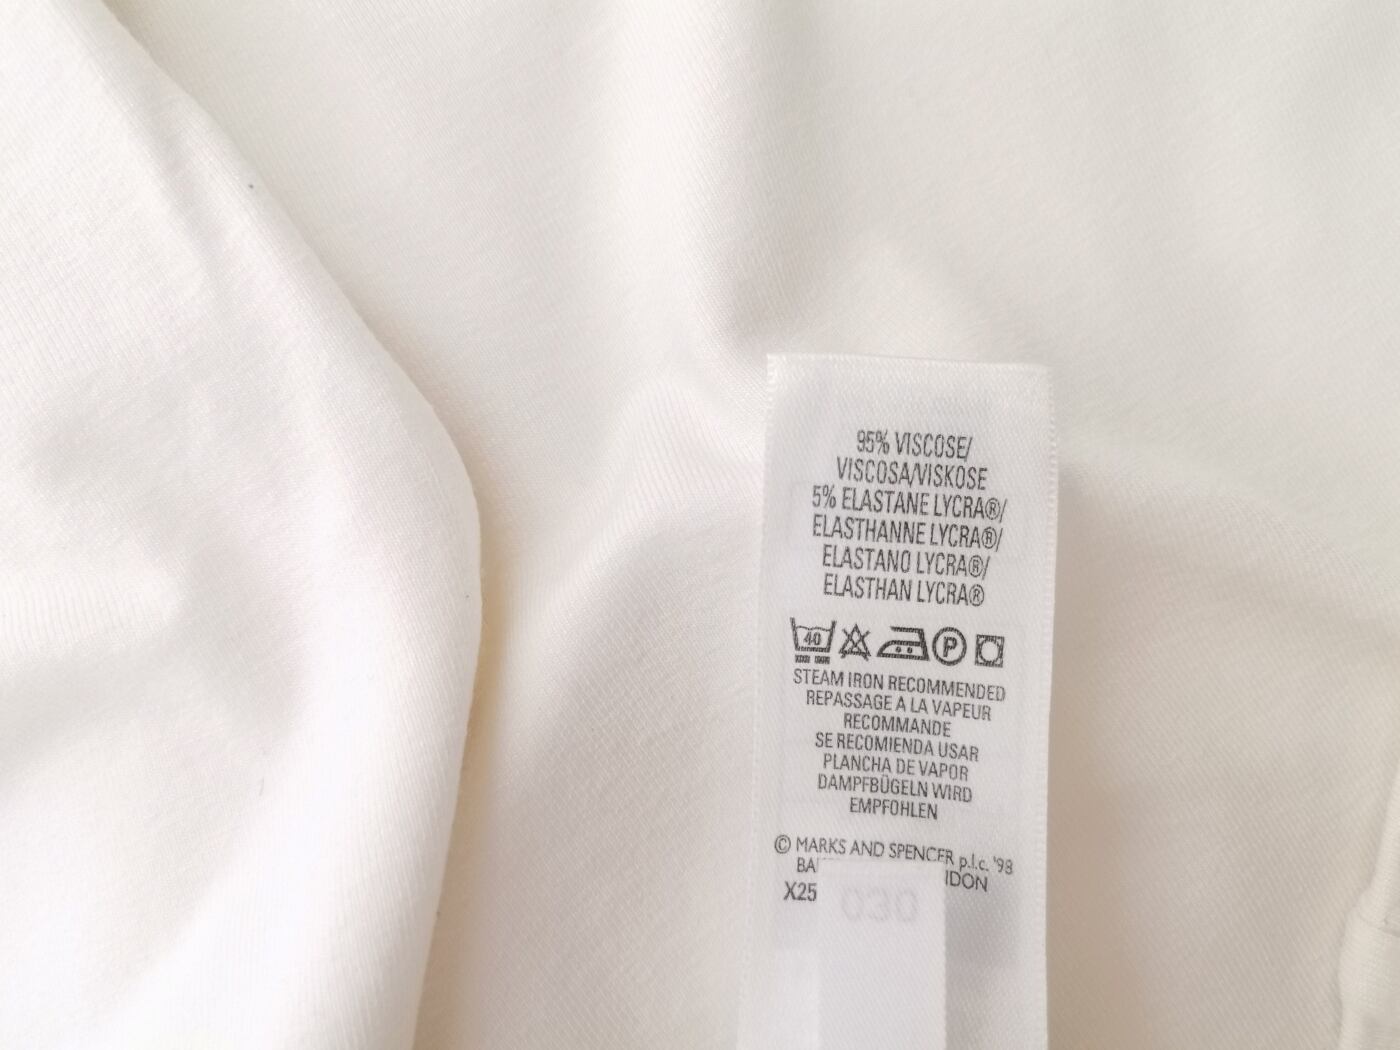 95% VISCOSE/
VISCOSA/VISKOSE
5% ELASTANE LYCRA®/
ELASTHANNE LYCRA®/
ELASTANO LYCRA®/
ELASTHAN LYCRA®
40 P
STEAM IRON RECOMMENDED
REPASSAGE A LA VAPEUR
RECOMMANDE
SE RECOMIENDA USAR
PLANCHA DE VAPOR
DAMPFBÜGELN WIRD
EMPFOHLEN
© MARKS AND SPENCER p.l.c. '98
X25
030